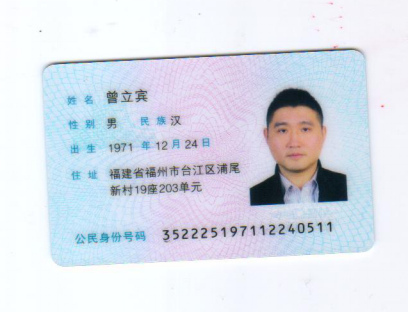 姓名 曾立宾
性别 男 民族 汉
出生 1971 年 12 月 24 日
住址 福建省福州市台江区浦尾
新村19座203单元
公民身份号码 352225197112240511